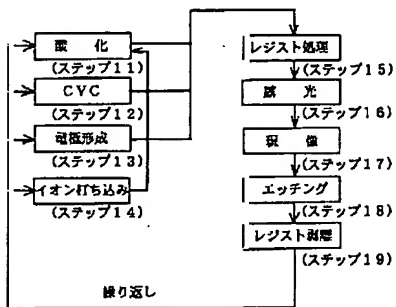 酸 化
(ステップ11)
CVC
(ステップ12)
電極形成
(ステップ13)
イオン打ち込み
(ステップ14)
レジスト処理
(ステップ15)
感 光
(ステップ16)
現 像
(ステップ17)
エッチング
(ステップ18)
レジスト剥離
(ステップ19)
繰り返し